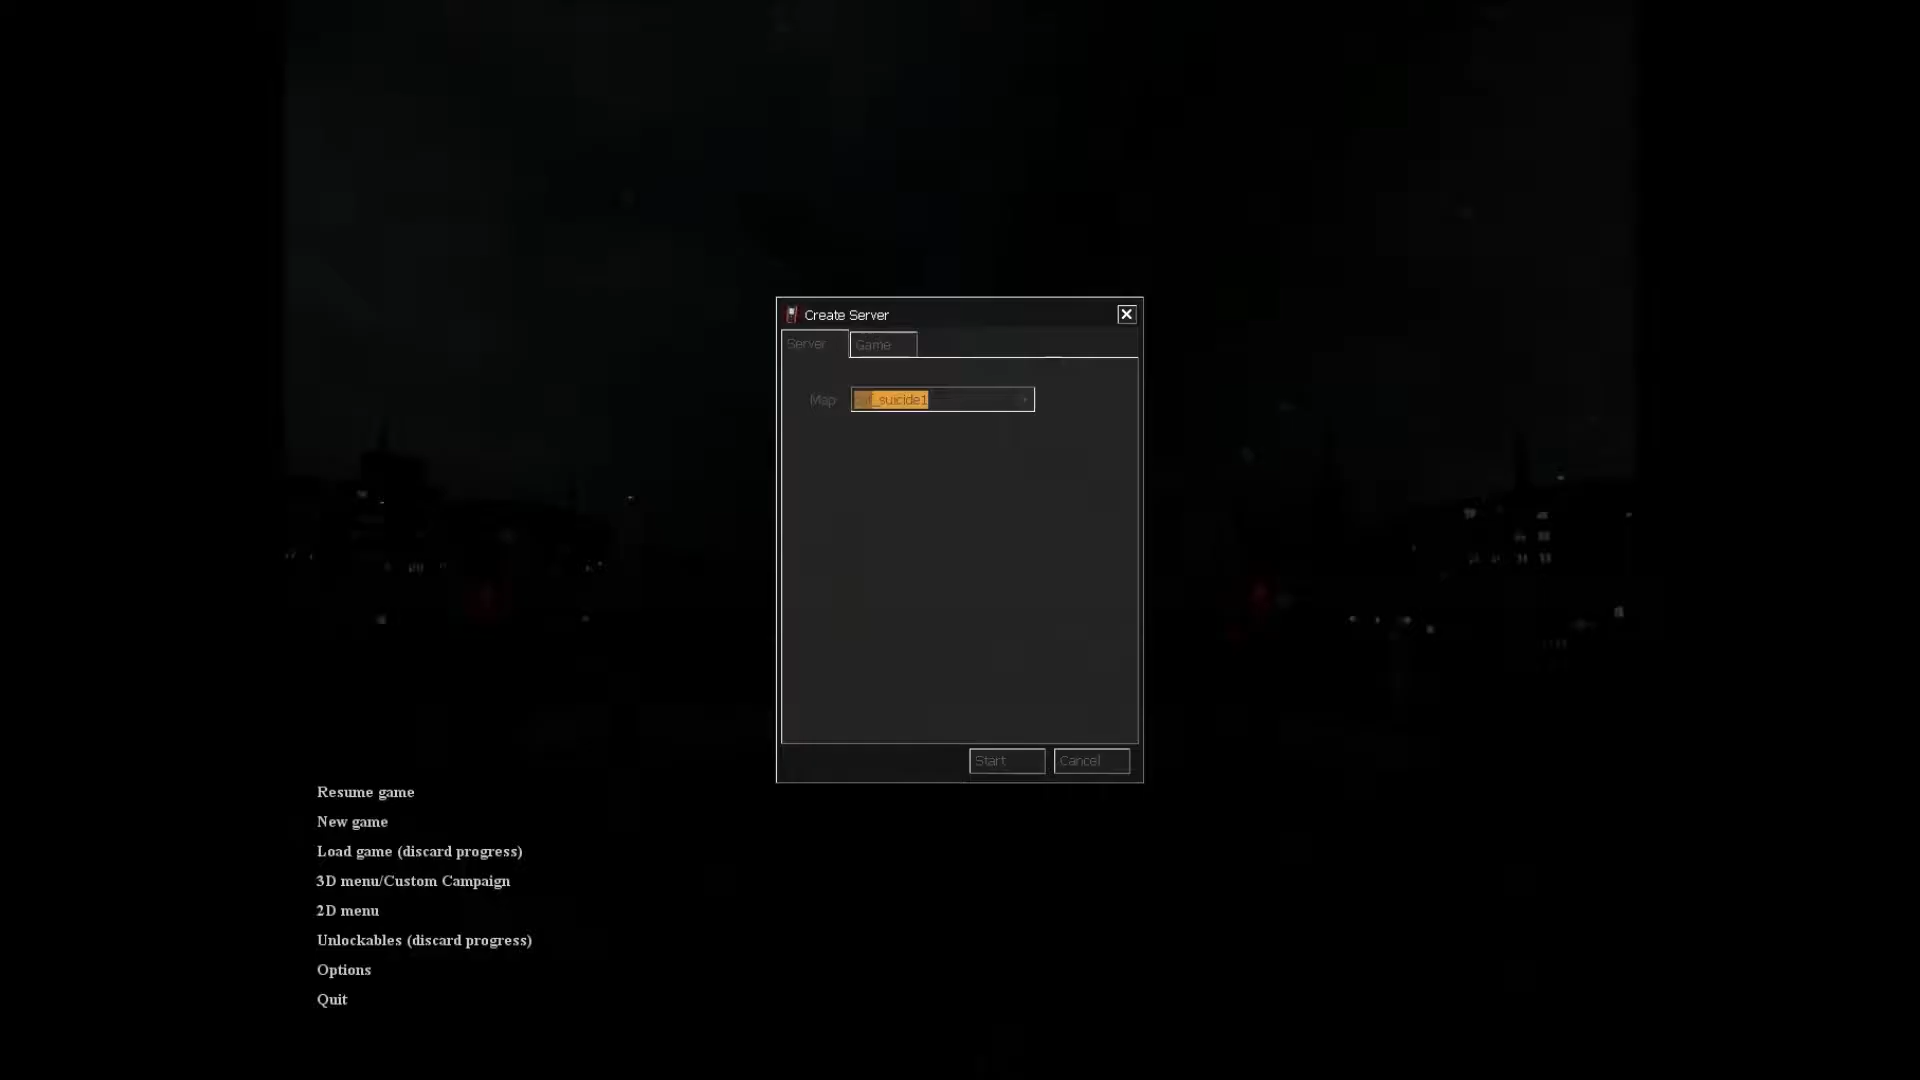 Create Server
Server
Game
Map
Start
Cancel
Resume game
New game
Load game (discard progress)
3D menu/Custom Campaign
2D menu
Unlockables (discard progress)
Options
Quit